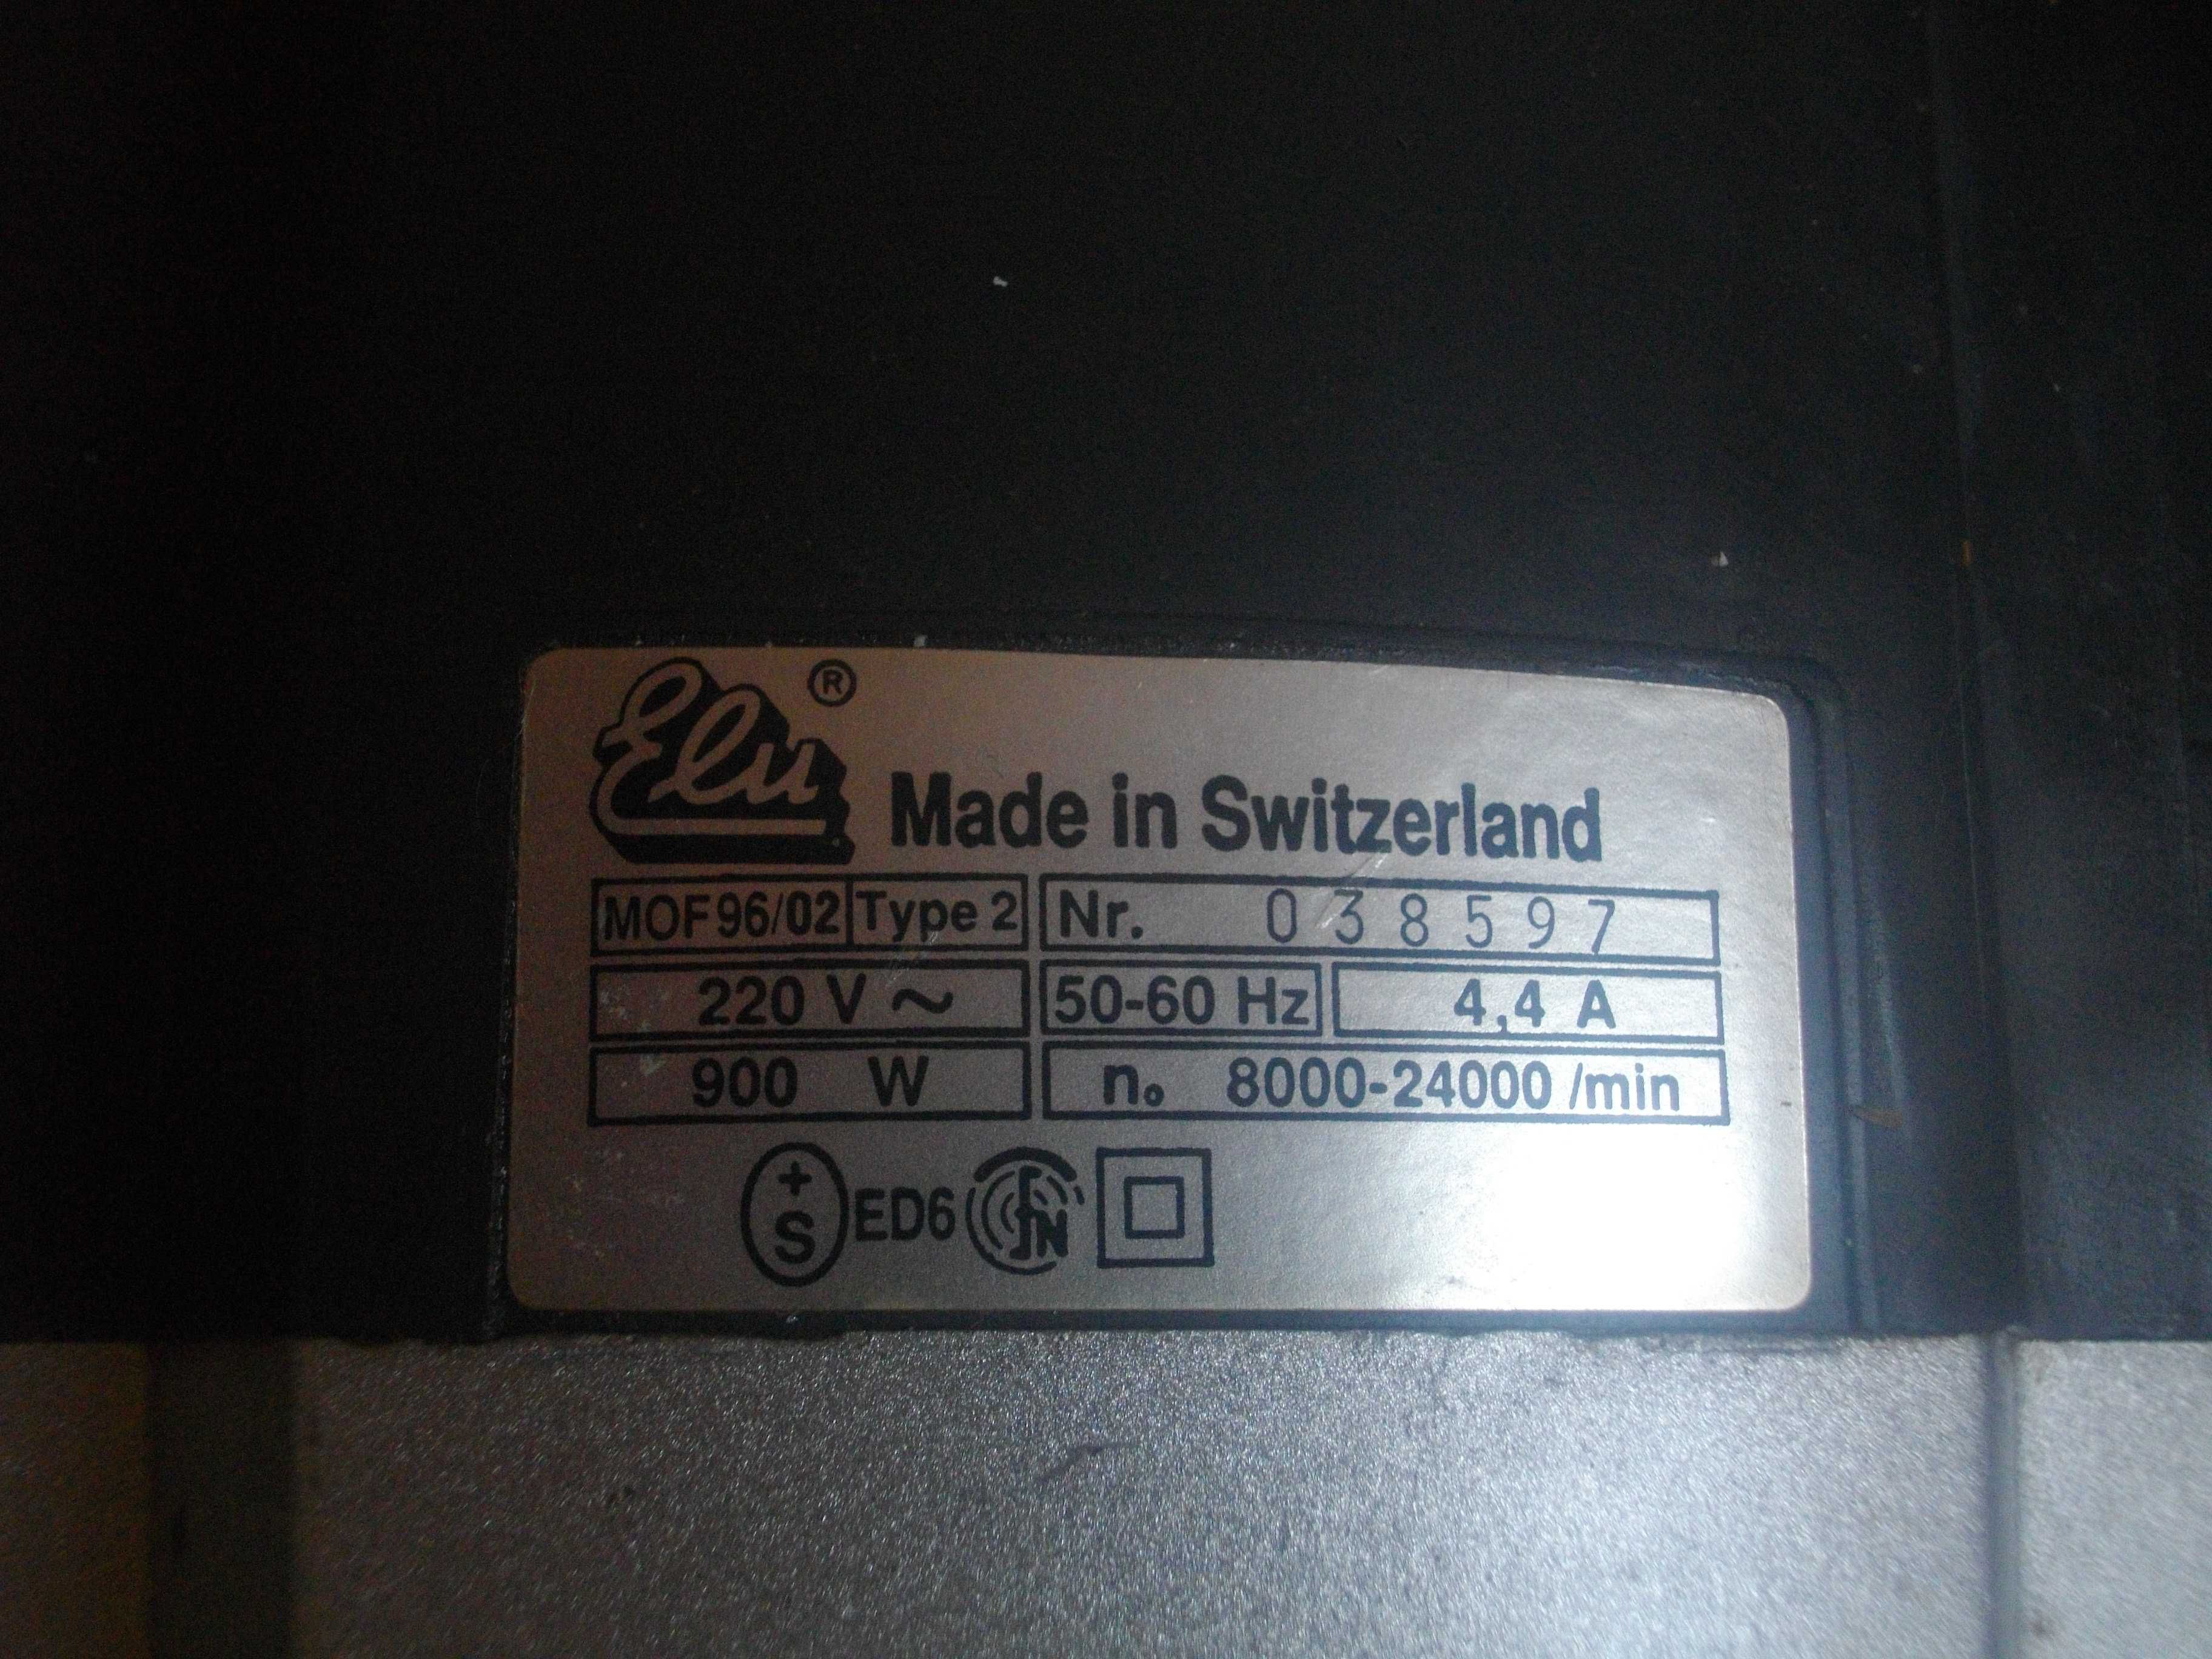 Elu ®
Made in Switzerland
MOF96/02 Type 2 Nr. 038597
220 V ~ 50-60 Hz 4,4 A
900 W n₀ 8000-24000 /min
+S ED6 fN